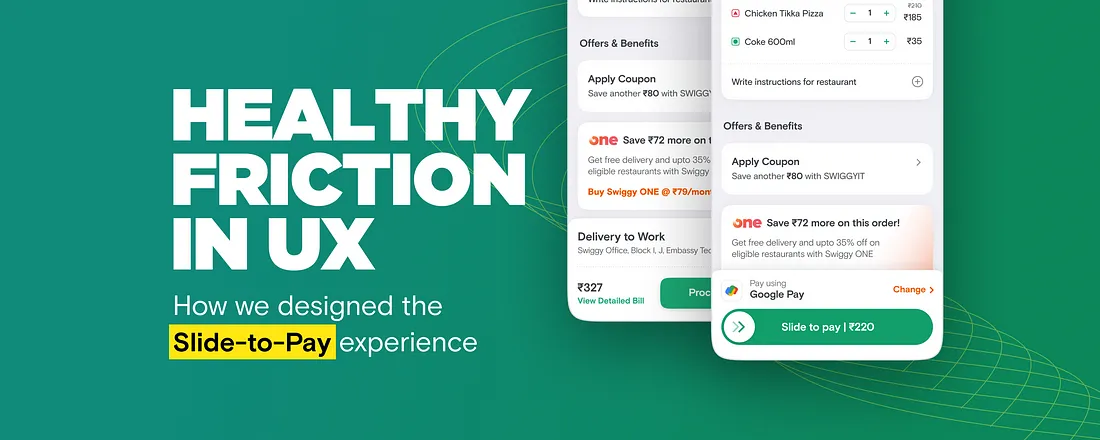 HEALTHY
FRICTION
IN UX
How we designed the
Slide-to-Pay experience
Write instructions for resta
Offers & Benefits
Apply Coupon
Save another ₹80 with SWIGGY
one Save ₹72 more on t
Get free delivery and upto 35%
eligible restaurants with Swiggy
Buy Swiggy ONE @ ₹79/mon
Delivery to Work
Swiggy Office, Block I, J, Embassy Tec
₹327
View Detailed Bill
Proc
₹210
Chicken Tikka Pizza − 1 + ₹185
Coke 600ml − 1 + ₹35
Write instructions for restaurant
Offers & Benefits
Apply Coupon
Save another ₹80 with SWIGGYIT
one Save ₹72 more on this order!
Get free delivery and upto 35% off on
eligible restaurants with Swiggy ONE
Pay using
Google Pay
Change
Slide to pay | ₹220